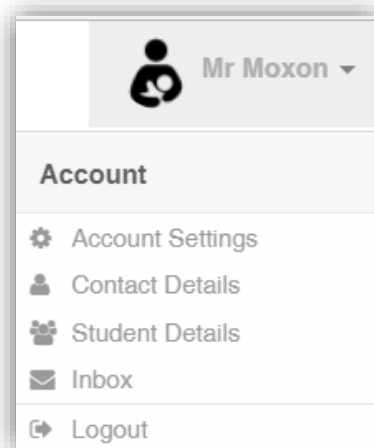 Mr Moxon
Account
Account Settings
Contact Details
Student Details
Inbox
Logout